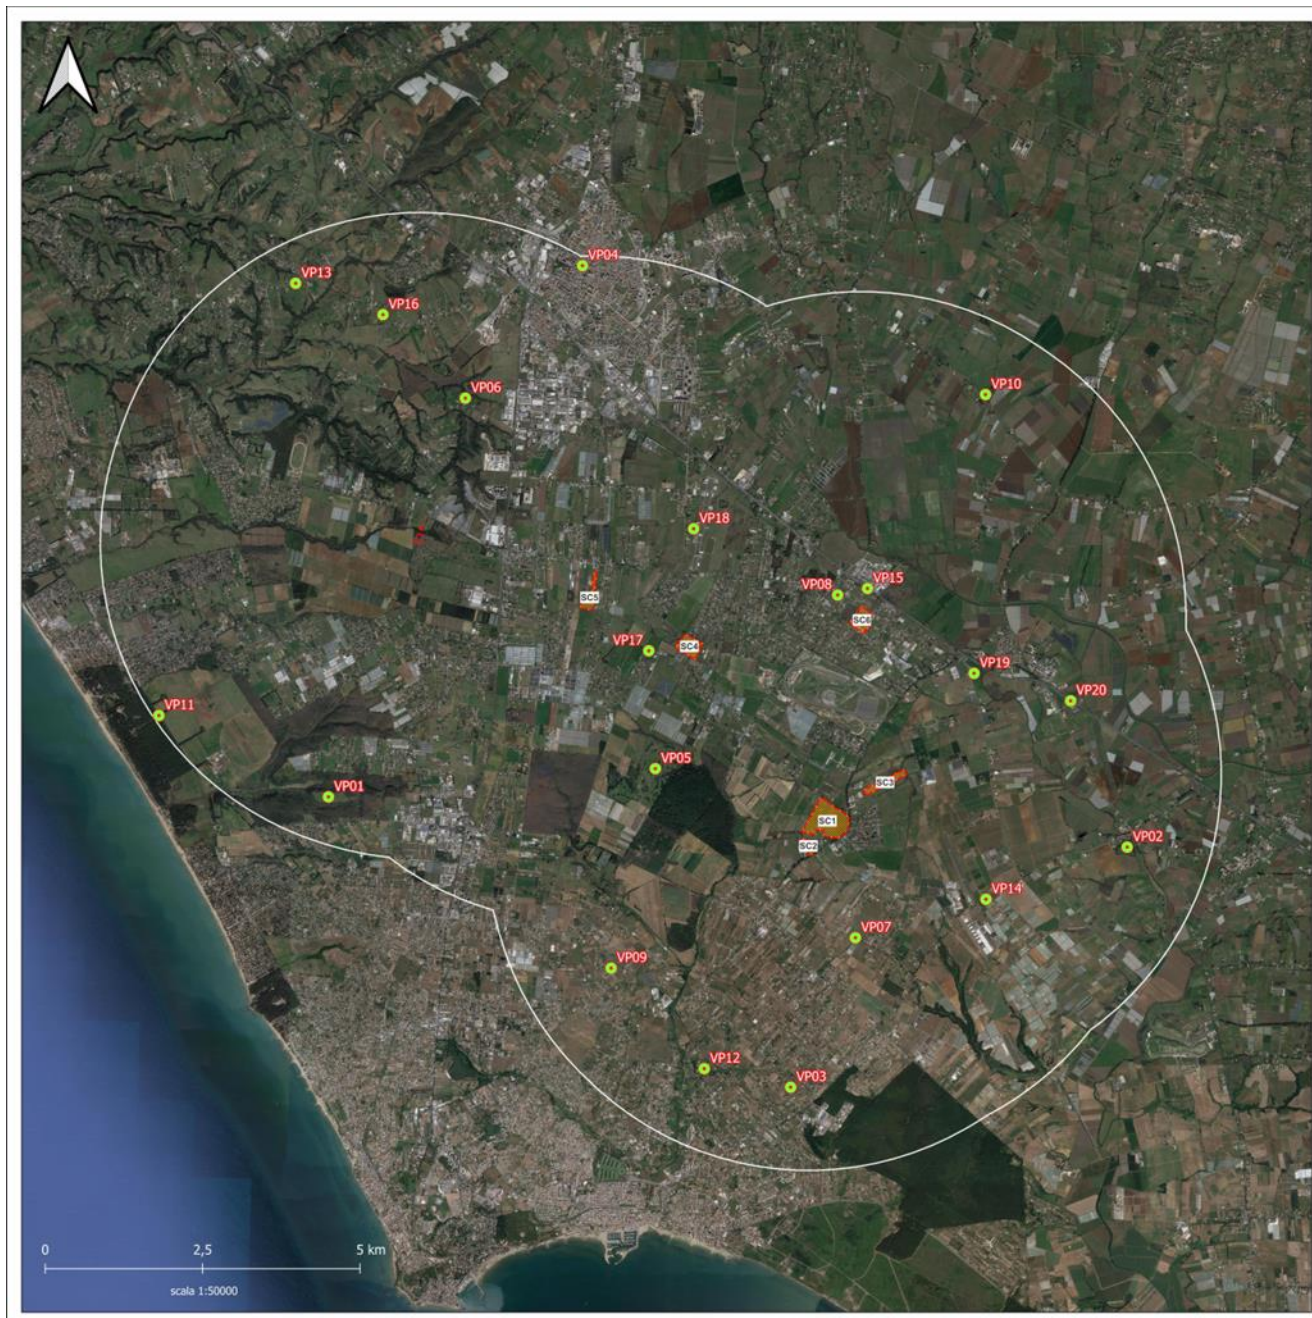 VP04
VP13
VP16
VP06
VP10
VP18
VP08
VP15
SC5
SC6
VP17
SC4
VP19
VP20
VP11
VP05
VP01
SC3
SC1
SC2
VP02
VP14
VP07
VP09
VP12
VP03
0 2,5 5 km
scala 1:50000